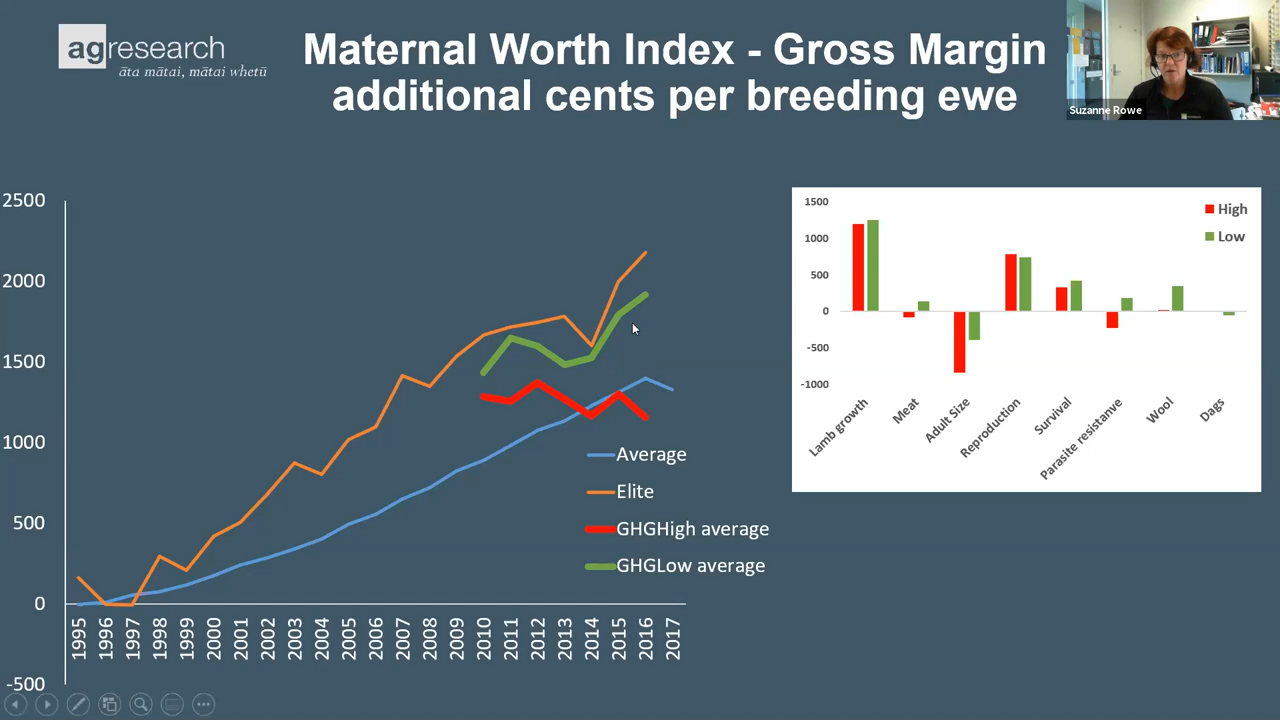 agresearch
āta mātai, mātai whetū
Maternal Worth Index - Gross Margin
additional cents per breeding ewe
Suzanne Rowe
2500
2000
1500
1000
500
0
-500
1995
1996
1997
1998
1999
2000
2001
2002
2003
2004
2005
2006
2007
2008
2009
2010
2011
2012
2013
2014
2015
2016
2017
Average
Elite
GHGHigh average
GHGLow average
1500
1000
500
0
-500
-1000
High
Low
Lamb growth
Meat
Adult Size
Reproduction
Survival
Parasite resistanve
Wool
Dags